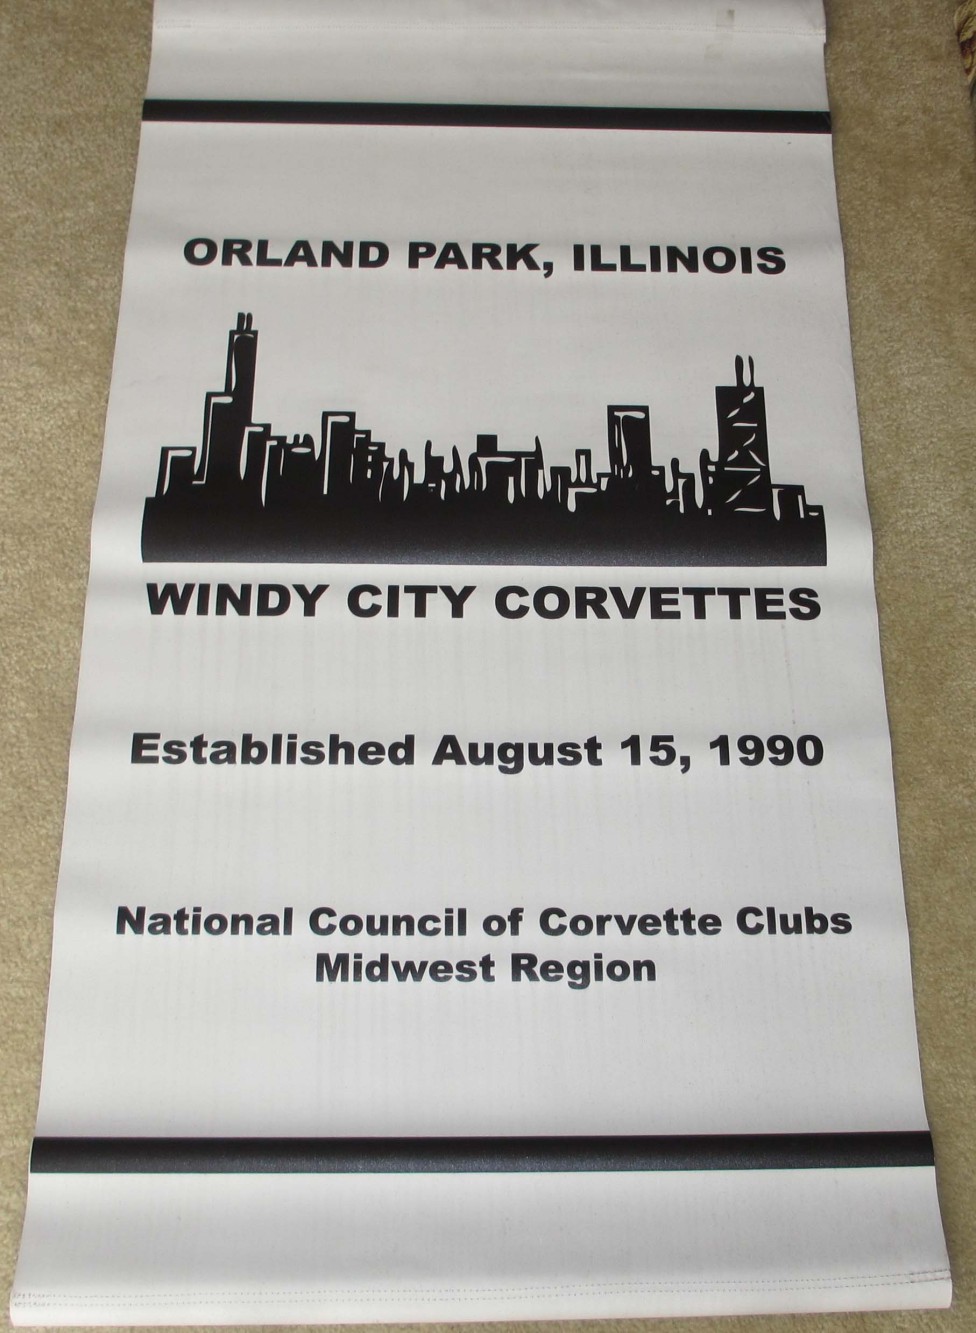 ORLAND PARK, ILLINOIS
WINDY CITY CORVETTES
Established August 15, 1990
National Council of Corvette Clubs
Midwest Region